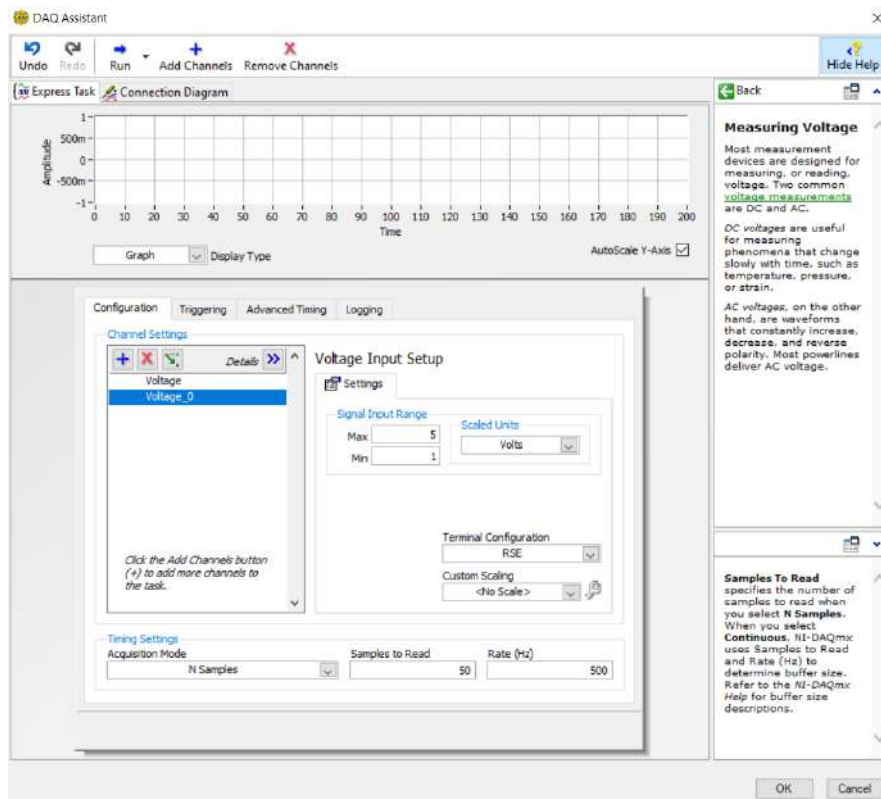 DAQ Assistant
Undo Redo Run Add Channels Remove Channels Hide Help
Express Task Connection Diagram
Back
1
500m
0
-500m
-1
Amplitude
0 10 20 30 40 50 60 70 80 90 100 110 120 130 140 150 160 170 180 190 200
Time
Graph Display Type AutoScale Y-Axis
Configuration Triggering Advanced Timing Logging
Channel Settings
Details
Voltage
Voltage_0
Click the Add Channels button
(+) to add more channels to
the task.
Voltage Input Setup
Settings
Signal Input Range
Max 5
Min 1
Scaled Units
Volts
Terminal Configuration
RSE
Custom Scaling
<No Scale>
Timing Settings
Acquisition Mode Samples to Read Rate (Hz)
N Samples 50 500
Measuring Voltage
Most measurement
devices are designed for
measuring, or reading,
voltage. Two common
voltage measurements
are DC and AC.
DC voltages are useful
for measuring
phenomena that change
slowly with time, such as
temperature, pressure,
or strain.
AC voltages, on the other
hand, are waveforms
that constantly increase,
decrease, and reverse
polarity. Most powerlines
deliver AC voltage.
Samples To Read
specifies the number of
samples to read when
you select N Samples.
When you select
Continuous, NI-DAQmx
uses Samples to Read
and Rate (Hz) to
determine buffer size.
Refer to the NI-DAQmx
Help for buffer size
descriptions.
OK Cancel